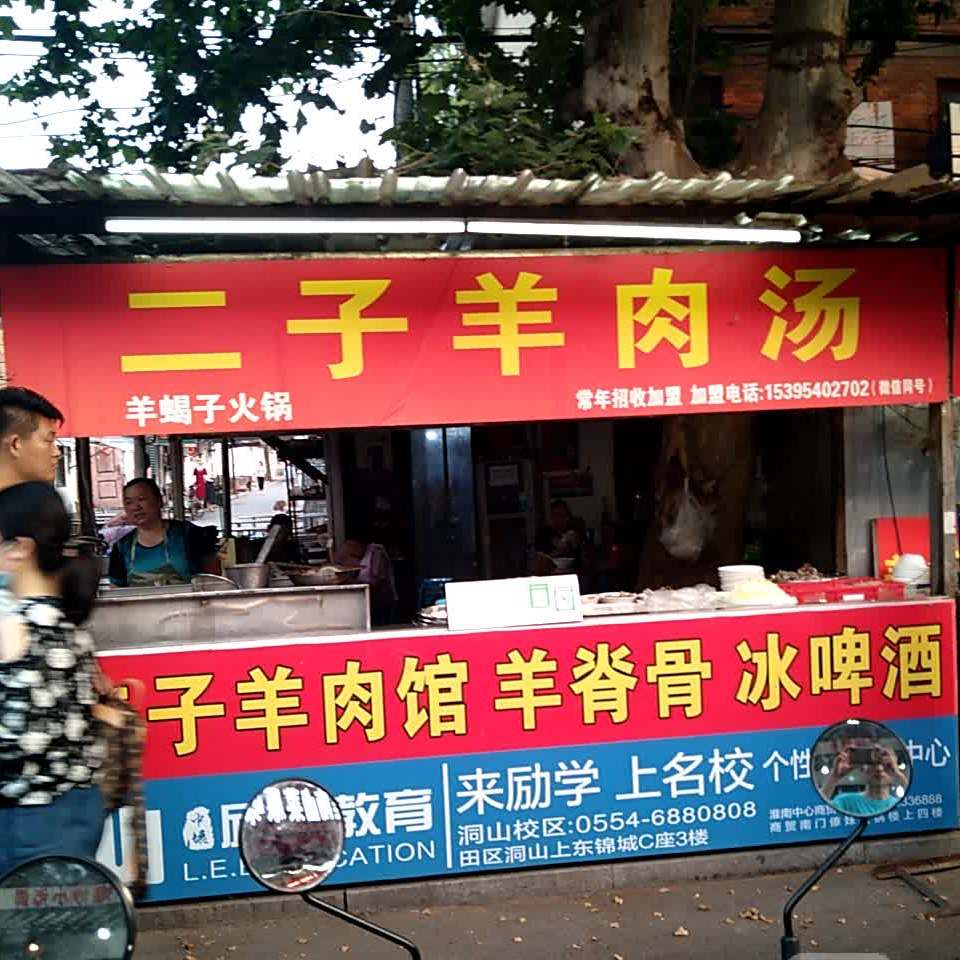 二子羊肉汤
羊蝎子火锅
常年招收加盟 加盟电话:15395402702(微信同号)
子羊肉馆 羊脊骨 冰啤酒
教育
来励学 上名校 个性 中心
洞山校区:0554-6880808
田区洞山上东锦城C座3楼
淮南中心商
336888
商贸南门 楼上四楼